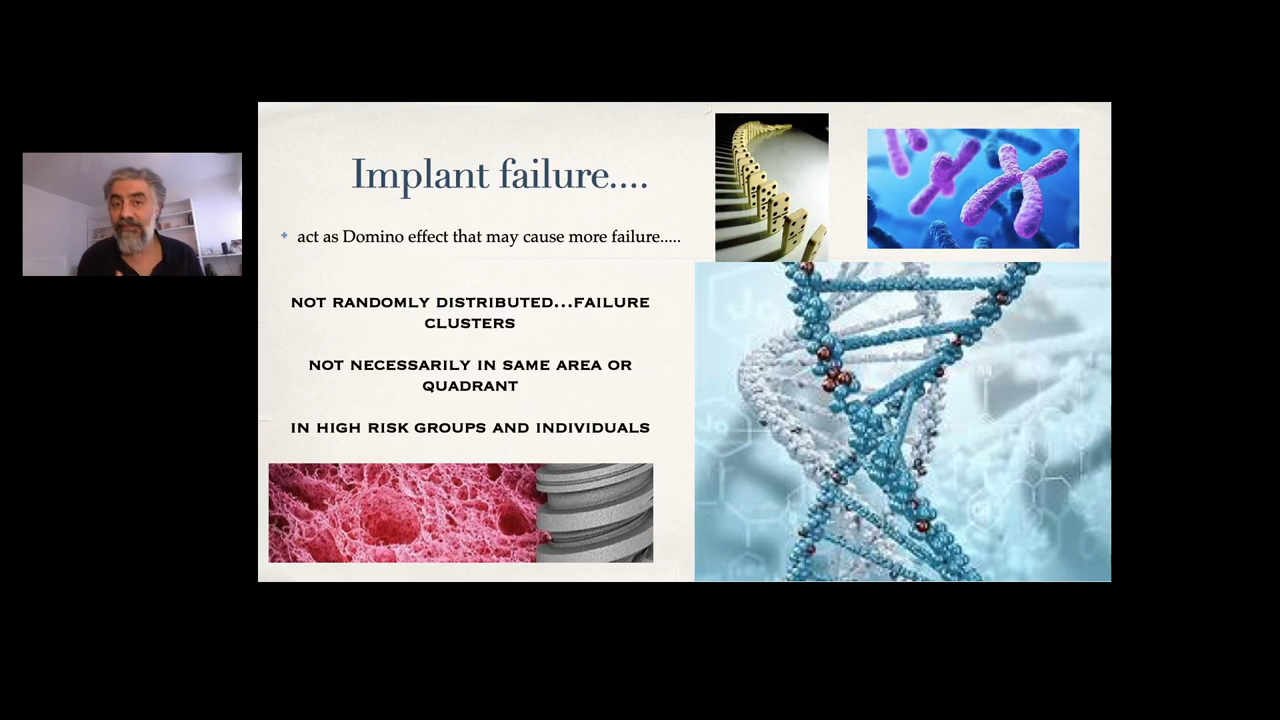 Implant failure....
act as Domino effect that may cause more failure.....
NOT RANDOMLY DISTRIBUTED...FAILURE
CLUSTERS
NOT NECESSARILY IN SAME AREA OR
QUADRANT
IN HIGH RISK GROUPS AND INDIVIDUALS